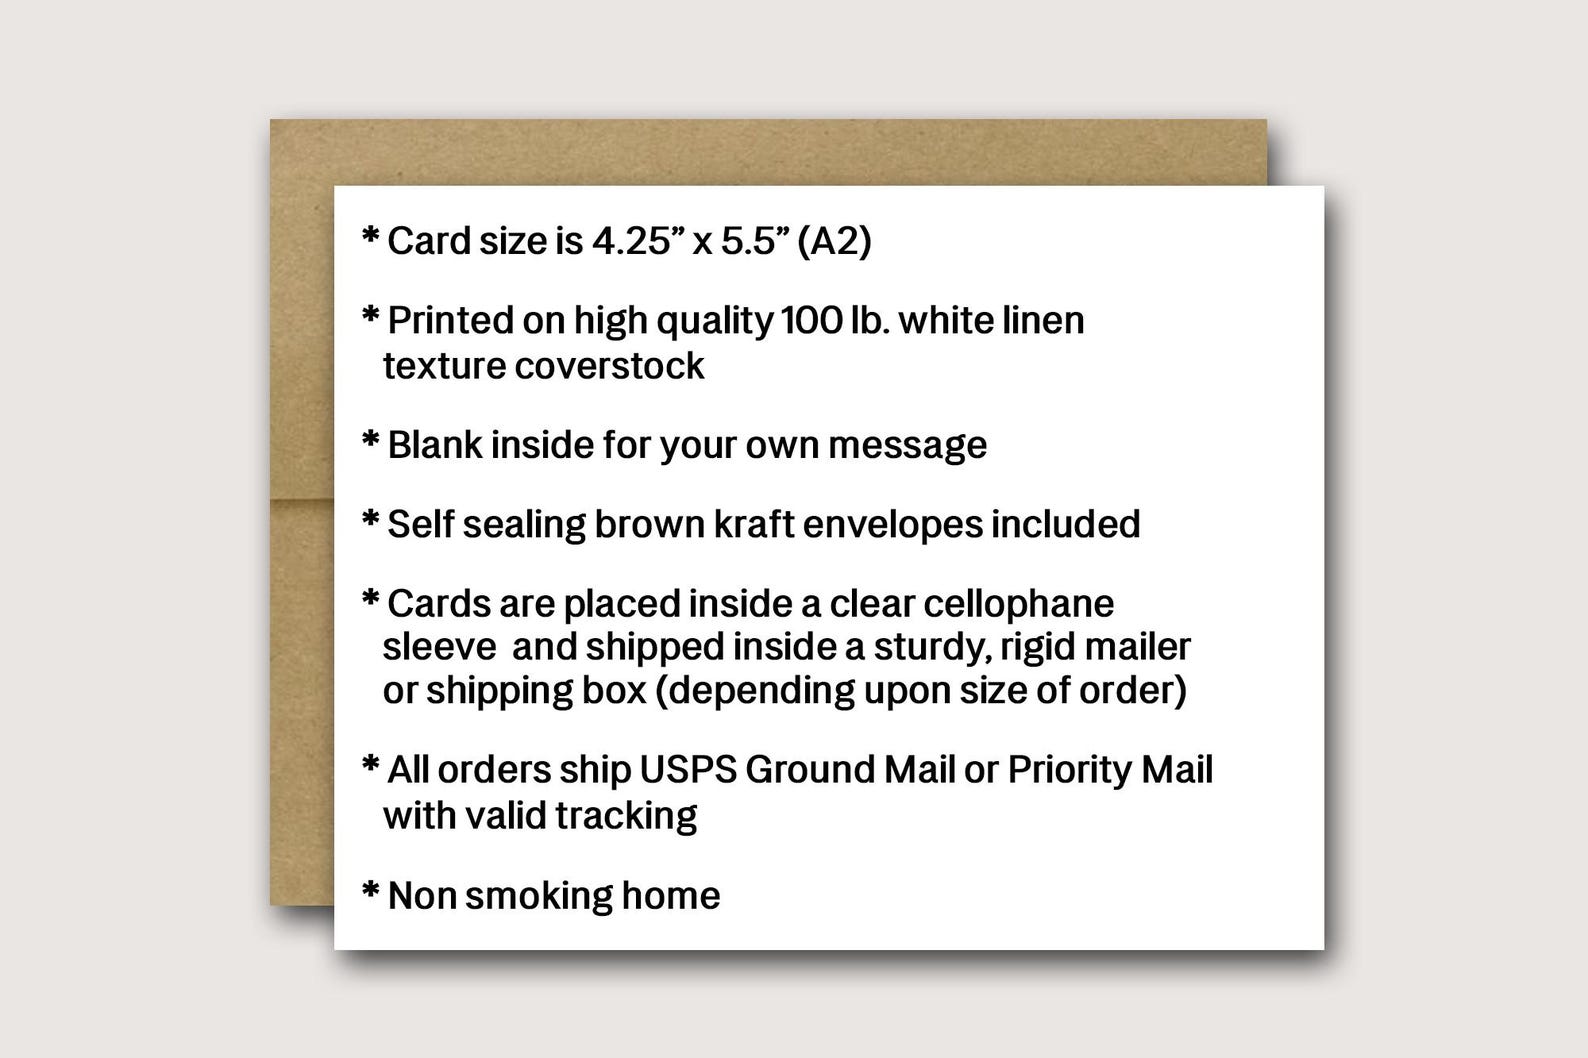 * Card size is 4.25” x 5.5” (A2)
* Printed on high quality 100 lb. white linen
texture coverstock
* Blank inside for your own message
* Self sealing brown kraft envelopes included
* Cards are placed inside a clear cellophane
sleeve  and shipped inside a sturdy, rigid mailer
or shipping box (depending upon size of order)
* All orders ship USPS Ground Mail or Priority Mail
with valid tracking
* Non smoking home